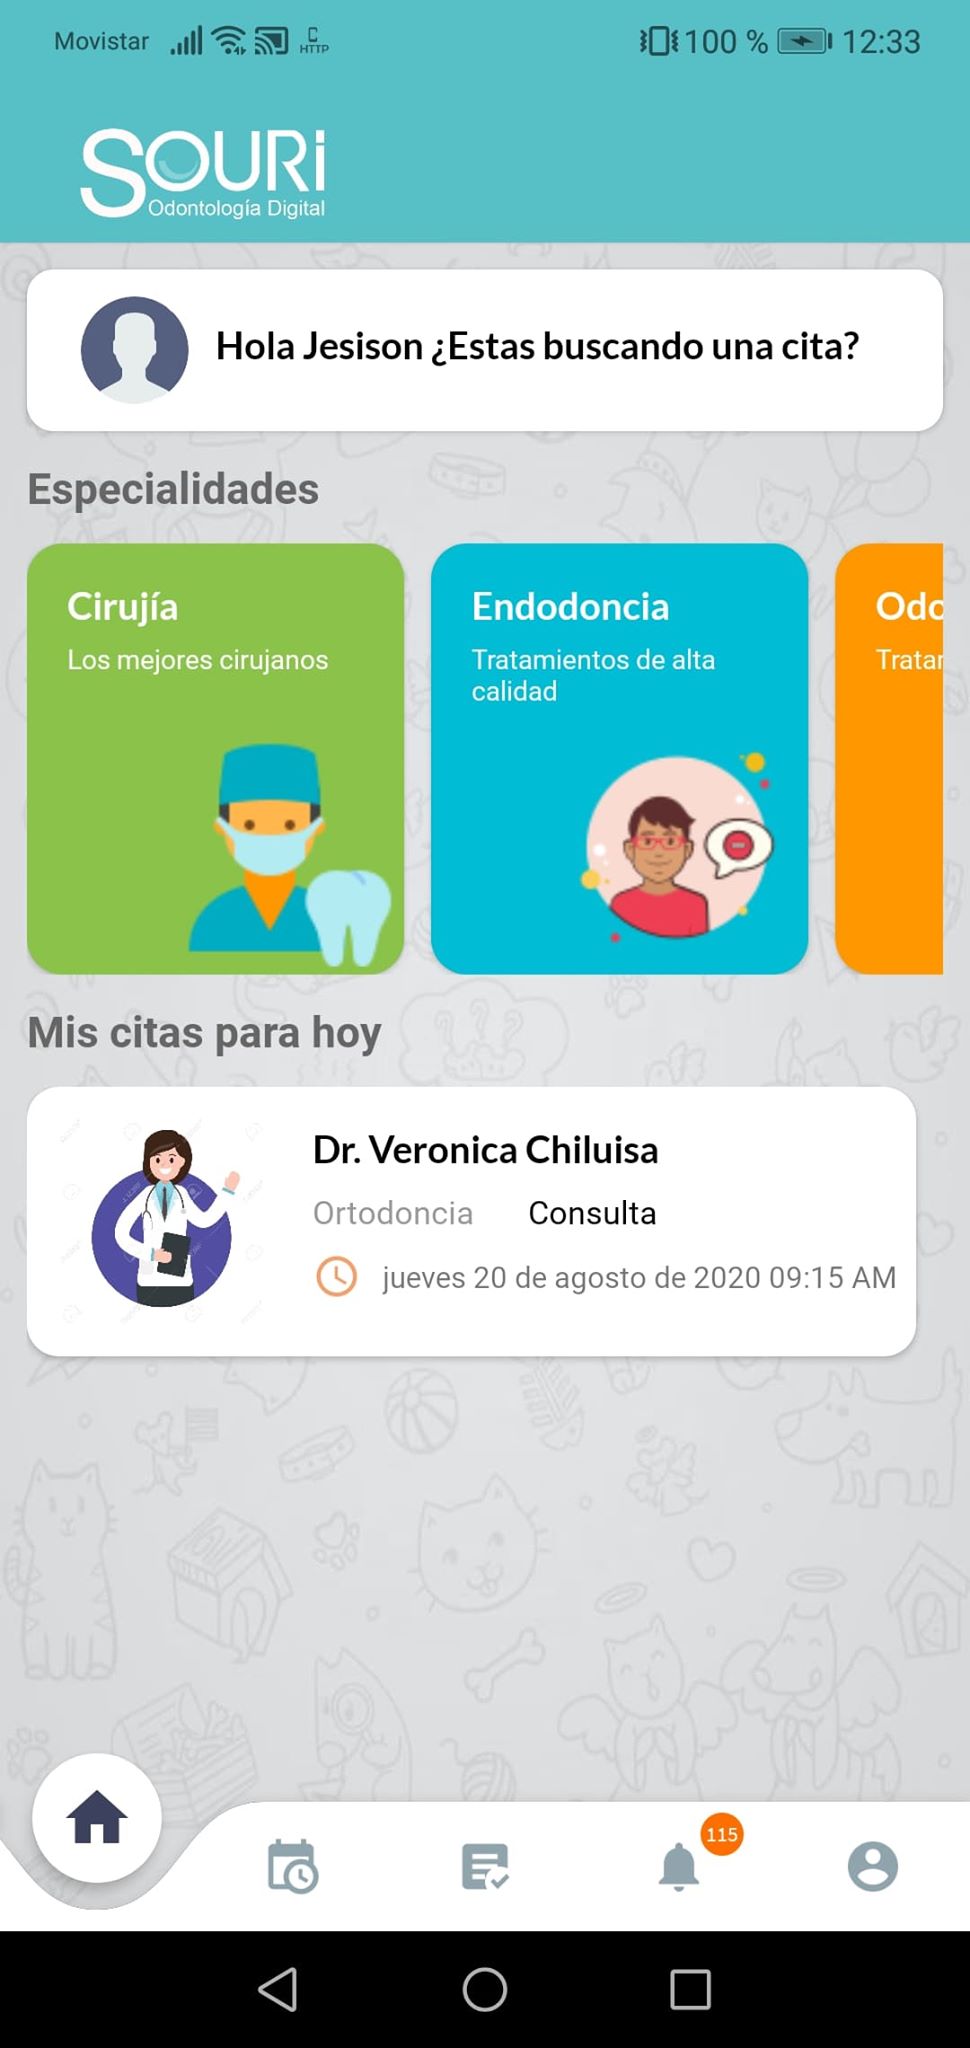 Movistar
C
HTTP
100 %
12:33
SOURi
Odontología Digital
Hola Jesison ¿Estas buscando una cita?
Especialidades
Cirujía
Los mejores cirujanos
Endodoncia
Tratamientos de alta
calidad
Mis citas para hoy
Dr. Veronica Chiluisa
Ortodoncia Consulta
jueves 20 de agosto de 2020 09:15 AM
115